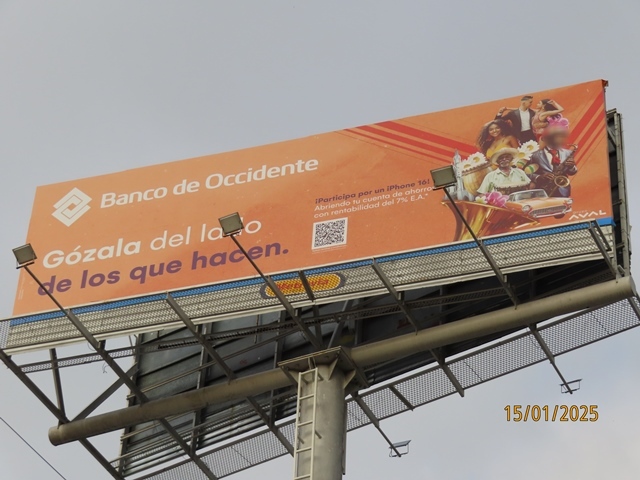 Banco de Occidente
¡Participa por un iPhone 16!
Abriendo tu cuenta de ahorro
con rentabilidad del 7% E.A.*
Gózala del lado
de los que hacen.
AVAL
15/01/2025